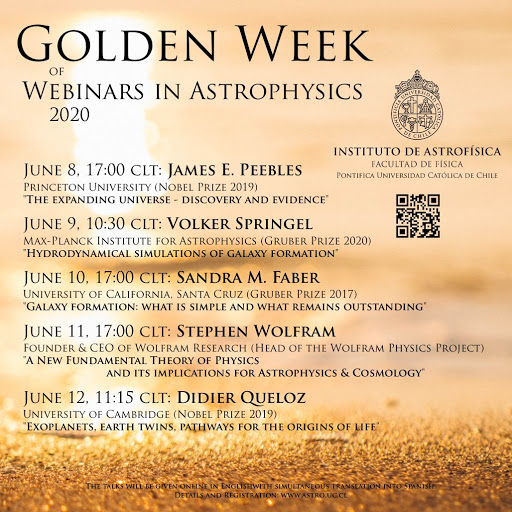 Golden Week
of
Webinars in Astrophysics
2020
Instituto de Astrofísica
Facultad de Física
Pontifica Universidad Católica de Chile
June 8, 17:00 CLT: James E. Peebles
Princeton University (Nobel Prize 2019)
"The expanding universe - discovery and evidence"
June 9, 10:30 CLT: Volker Springel
Max-Planck Institute for Astrophysics (Gruber Prize 2020)
"Hydrodynamical simulations of galaxy formation"
June 10, 17:00 CLT: Sandra M. Faber
University of California, Santa Cruz (Gruber Prize 2017)
"Galaxy formation: what is simple and what remains outstanding"
June 11, 17:00 CLT: Stephen Wolfram
Founder & CEO of Wolfram Research (Head of the Wolfram Physics Project)
"A New Fundamental Theory of Physics
and its implications for Astrophysics & Cosmology"
June 12, 11:15 CLT: Didier Queloz
University of Cambridge (Nobel Prize 2019)
"Exoplanets, earth twins, pathways for the origins of life"
The talks will be given online in English with simultaneous translation into Spanish
Details and Registration: www.astro.uc.cl